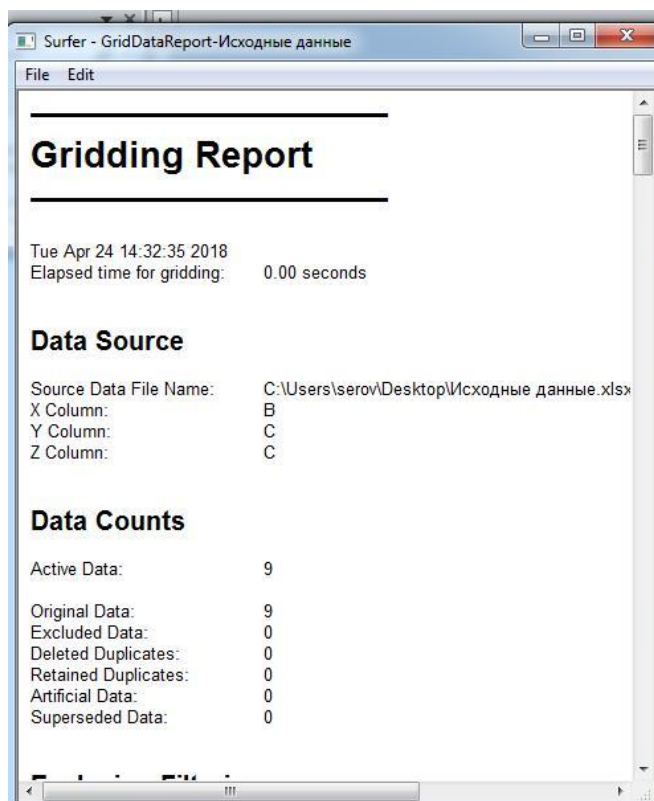 Surfer - GridDataReport-Исходные данные
File Edit
Gridding Report
Tue Apr 24 14:32:35 2018
Elapsed time for gridding: 0.00 seconds
Data Source
Source Data File Name: C:\Users\serov\Desktop\Исходные данные.xlsx
X Column: B
Y Column: C
Z Column: C
Data Counts
Active Data: 9
Original Data: 9
Excluded Data: 0
Deleted Duplicates: 0
Retained Duplicates: 0
Artificial Data: 0
Superseded Data: 0